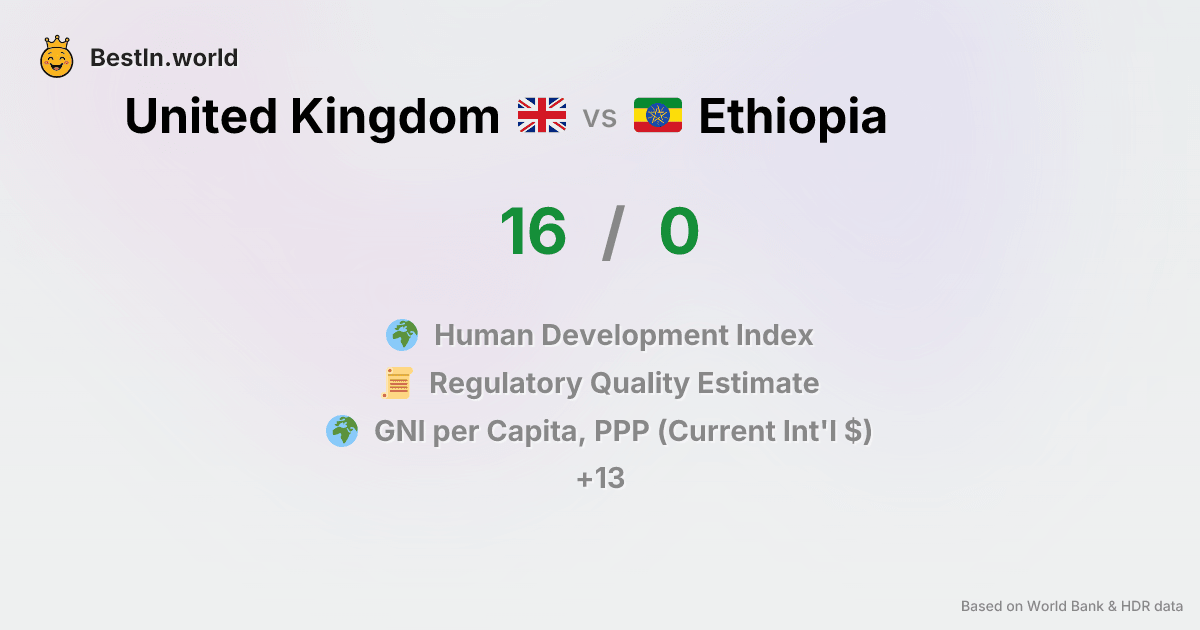 BestIn.world
United Kingdom vs Ethiopia
16 / 0
Human Development Index
Regulatory Quality Estimate
GNI per Capita, PPP (Current Int'l $)
+13
Based on World Bank & HDR data